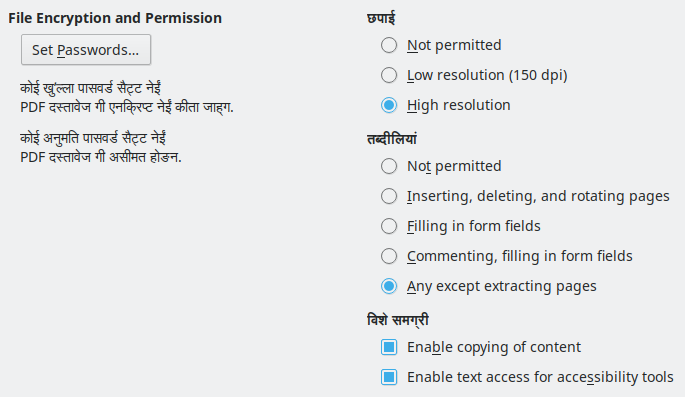 File Encryption and Permission
Set Passwords...
कोई खु'ल्ला पासवर्ड सैट्ट नेईं
PDF दस्तावेज गी एनक्रिप्ट नेईं कीता जाह्ग.
कोई अनुमति पासवर्ड सैट्ट नेईं
PDF दस्तावेज गी असीमत होङन.
छपाई
Not permitted
Low resolution (150 dpi)
High resolution
तब्दीलियां
Not permitted
Inserting, deleting, and rotating pages
Filling in form fields
Commenting, filling in form fields
Any except extracting pages
विशे समग्री
Enable copying of content
Enable text access for accessibility tools